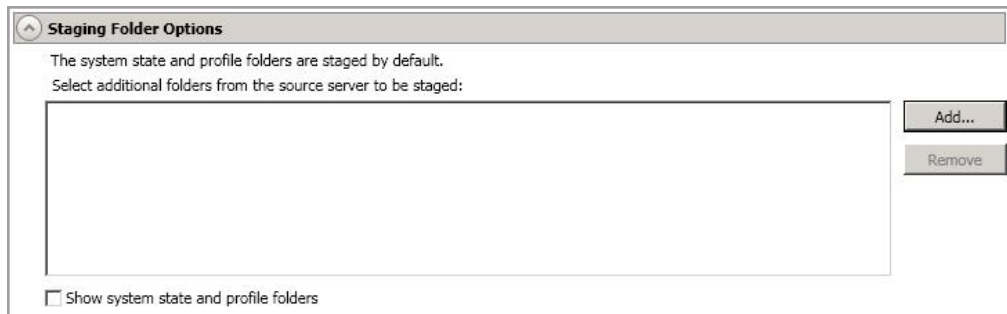 Staging Folder Options
The system state and profile folders are staged by default.
Select additional folders from the source server to be staged:
Add...
Remove
Show system state and profile folders